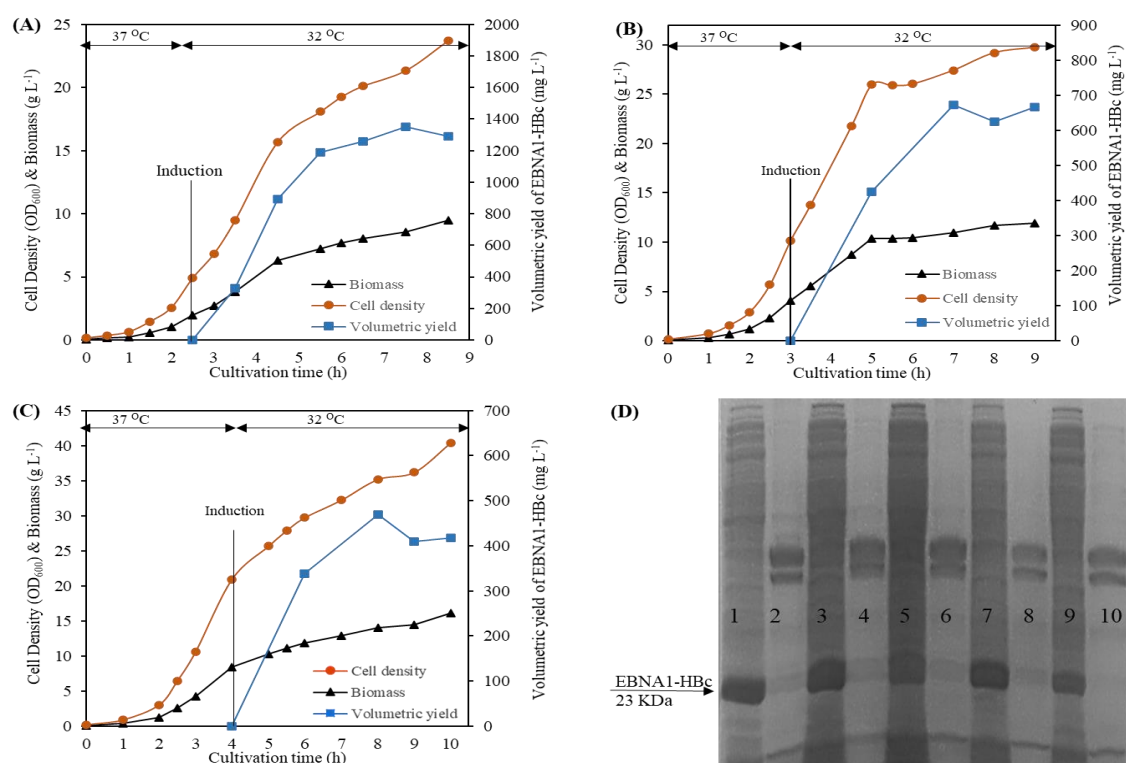 (A)
37 ᴼC
32 ᴼC
Cell Density (OD₆₀₀) & Biomass (g L⁻¹)
25
20
15
10
5
0
Induction
Biomass
Cell density
Volumetric yield
2000
1800
1600
1400
1200
1000
800
600
400
200
0
Volumetric yield of EBNA1-HBc (mg L⁻¹)
0 1 2 3 4 5 6 7 8 9
Cultivation time (h)
(B)
37 ᴼC
32 ᴼC
Cell Density (OD₆₀₀) & Biomass (g L⁻¹)
30
25
20
15
10
5
0
Induction
Biomass
Cell density
Volumetric yield
900
800
700
600
500
400
300
200
100
0
Volumetric yield of EBNA1-HBc (mg L⁻¹)
0 1 2 3 4 5 6 7 8 9
Cultivation time (h)
(C)
37 ᴼC
32 ᴼC
Cell Density (OD₆₀₀) & Biomass (g L⁻¹)
45
40
35
30
25
20
15
10
5
0
Induction
Cell density
Biomass
Volumetric yield
700
600
500
400
300
200
100
0
Volumetric yield of EBNA1-HBc (mg L⁻¹)
0 1 2 3 4 5 6 7 8 9 10
Cultivation time (h)
(D)
1 2 3 4 5 6 7 8 9 10
EBNA1-HBc
23 KDa